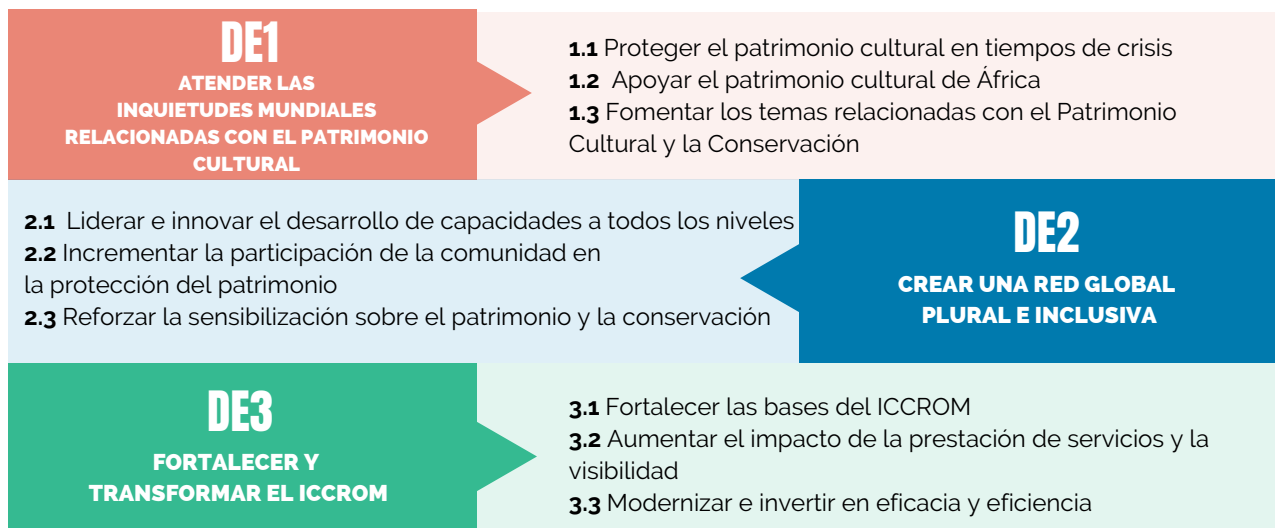 DE1
ATENDER LAS
INQUIETUDES MUNDIALES
RELACIONADAS CON EL PATRIMONIO
CULTURAL
1.1 Proteger el patrimonio cultural en tiempos de crisis
1.2 Apoyar el patrimonio cultural de África
1.3 Fomentar los temas relacionadas con el Patrimonio
Cultural y la Conservación
2.1 Liderar e innovar el desarrollo de capacidades a todos los niveles
2.2 Incrementar la participación de la comunidad en
la protección del patrimonio
2.3 Reforzar la sensibilización sobre el patrimonio y la conservación
DE2
CREAR UNA RED GLOBAL
PLURAL E INCLUSIVA
DE3
FORTALECER Y
TRANSFORMAR EL ICCROM
3.1 Fortalecer las bases del ICCROM
3.2 Aumentar el impacto de la prestación de servicios y la
visibilidad
3.3 Modernizar e invertir en eficacia y eficiencia